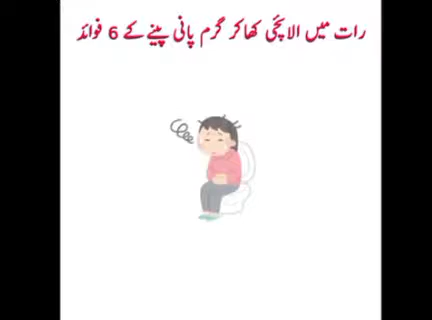 رات میں الائچی کھا کر گرم پانی پینے کے 6 فوائد